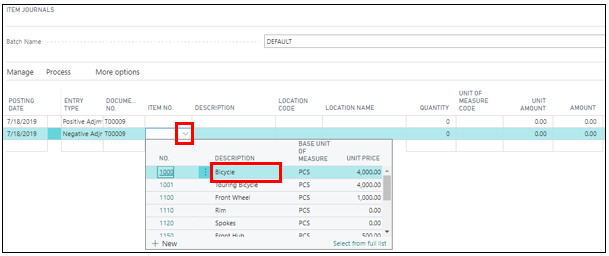 ITEM JOURNALS
Batch Name DEFAULT
Manage Process More options
POSTING DATE ENTRY TYPE DOCUME... NO. ITEM NO. DESCRIPTION LOCATION CODE LOCATION NAME QUANTITY UNIT OF MEASURE CODE UNIT AMOUNT AMOUNT
7/18/2019 Positive Adjm T00009 0 0.00 0.00
7/18/2019 Negative Adj T00009 0 0.00 0.00
NO. DESCRIPTION BASE UNIT OF MEASURE UNIT PRICE
1000 Bicycle PCS 4,000.00
1001 Touring Bicycle PCS 4,000.00
1100 Front Wheel PCS 1,000.00
1110 Rim PCS 0.00
1120 Spokes PCS 0.00
1150 Front Hub PCS 500.00
+ New Select from full list